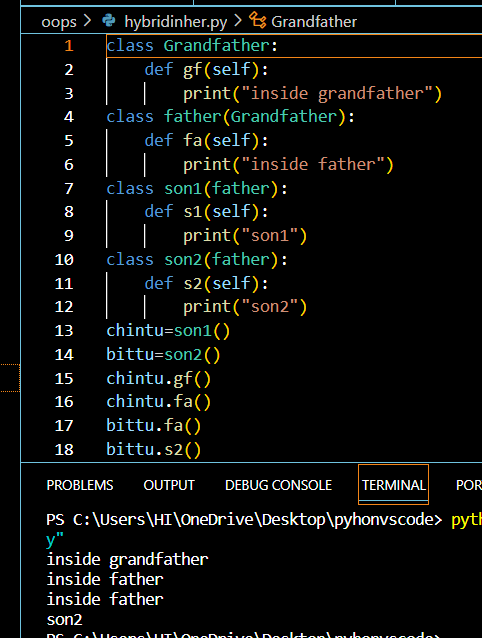 oops > hybridinher.py > Grandfather
1 class Grandfather:
2     def gf(self):
3         print("inside grandfather")
4 class father(Grandfather):
5     def fa(self):
6         print("inside father")
7 class son1(father):
8     def s1(self):
9         print("son1")
10 class son2(father):
11     def s2(self):
12         print("son2")
13 chintu=son1()
14 bittu=son2()
15 chintu.gf()
16 chintu.fa()
17 bittu.fa()
18 bittu.s2()
PROBLEMS OUTPUT DEBUG CONSOLE TERMINAL POR
PS C:\Users\HI\OneDrive\Desktop\pyhonvscode> pyth
y"
inside grandfather
inside father
inside father
son2
PS C:\Users\HI\OneDrive\Desktop\pyhonvscode>